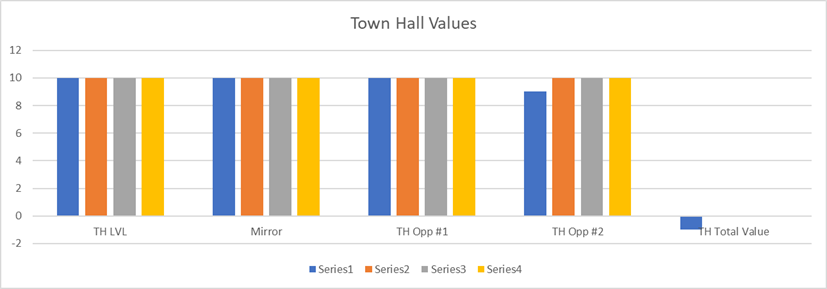 Town Hall Values
12
10
8
6
4
2
0
-2
TH LVL Mirror TH Opp #1 TH Opp #2 TH Total Value
Series1 Series2 Series3 Series4